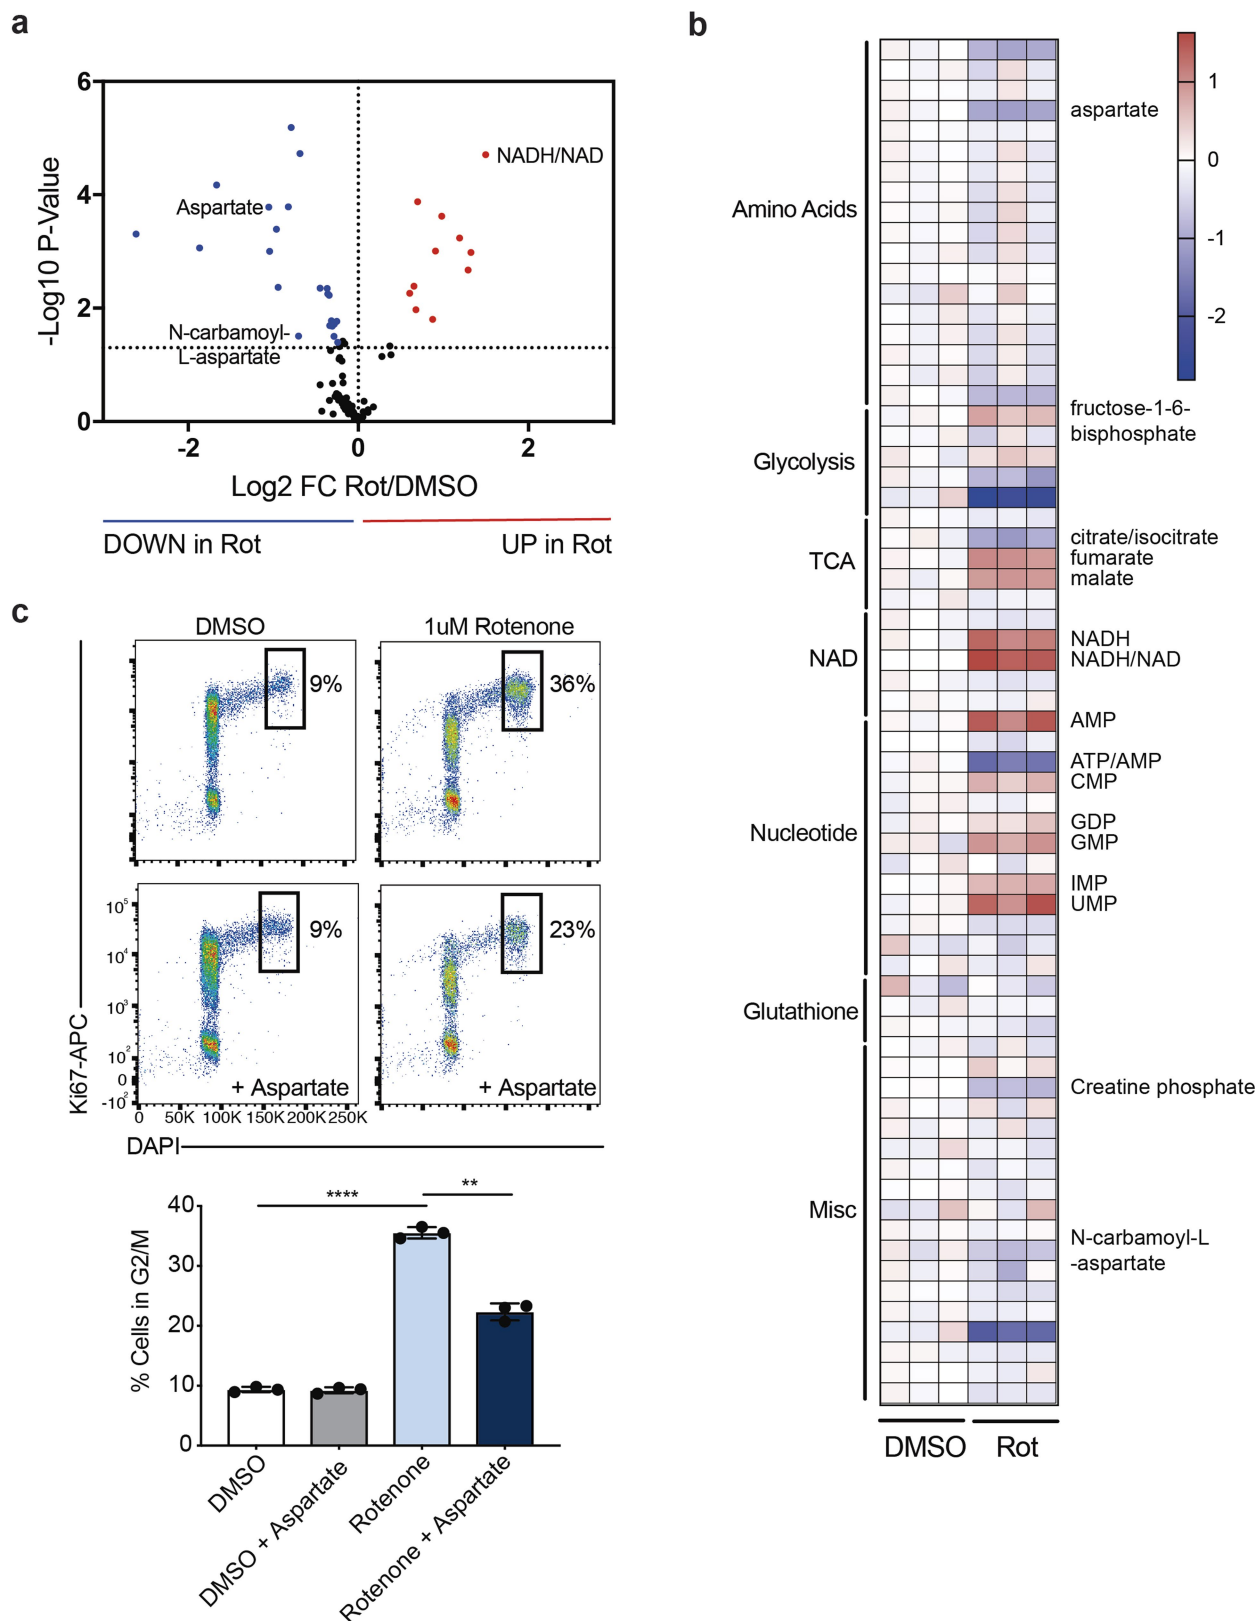 a
6
4
2
0
-2
0
2
-Log10 P-Value
NADH/NAD
Aspartate
N-carbamoyl-
L-aspartate
Log2 FC Rot/DMSO
DOWN in Rot
UP in Rot
b
Amino Acids
Glycolysis
TCA
NAD
Nucleotide
Glutathione
Misc
aspartate
fructose-1-6-
bisphosphate
citrate/isocitrate
fumarate
malate
NADH
NADH/NAD
AMP
ATP/AMP
CMP
GDP
GMP
IMP
UMP
Creatine phosphate
N-carbamoyl-L
-aspartate
1
0
-1
-2
DMSO
Rot
c
DMSO
1uM Rotenone
9%
36%
9%
23%
+ Aspartate
+ Aspartate
Ki67-APC
10^5
10^4
10^3
10^2
0
-10^2
0 50K 100K 150K 200K 250K
DAPI
****
**
% Cells in G2/M
40
30
20
10
0
DMSO
DMSO + Aspartate
Rotenone
Rotenone + Aspartate